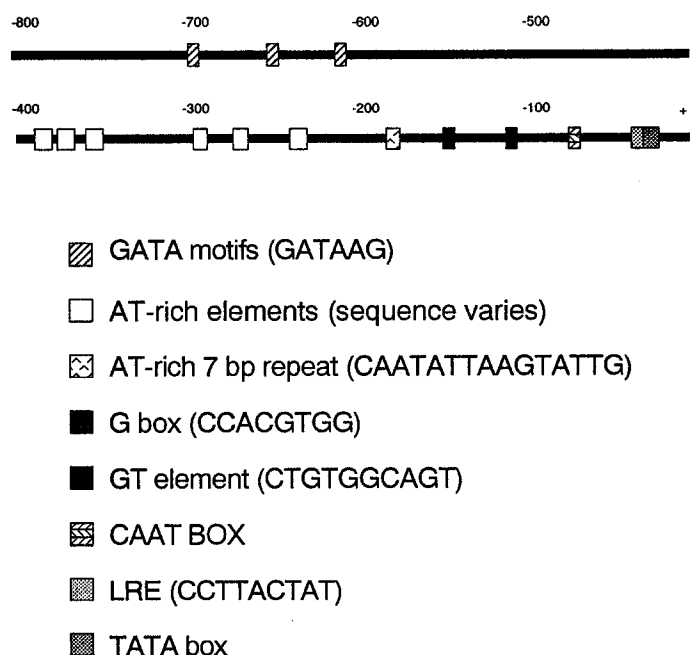 -800 -700 -600 -500
-400 -300 -200 -100 +
GATA motifs (GATAAG)
AT-rich elements (sequence varies)
AT-rich 7 bp repeat (CAATATTAAGTATTG)
G box (CCACGTGG)
GT element (CTGTGGCAGT)
CAAT BOX
LRE (CCTTACTAT)
TATA box